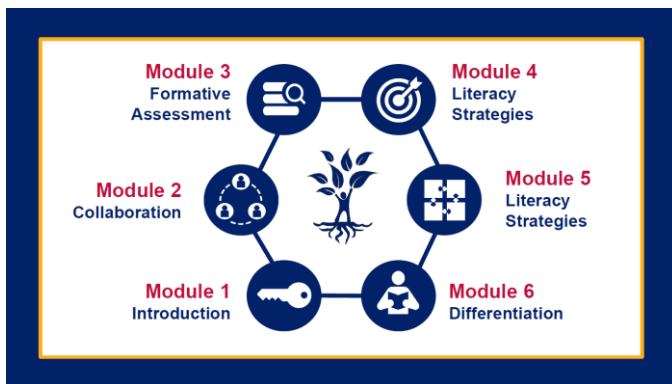 Module 3
Formative
Assessment
Module 4
Literacy
Strategies
Module 2
Collaboration
Module 5
Literacy
Strategies
Module 1
Introduction
Module 6
Differentiation